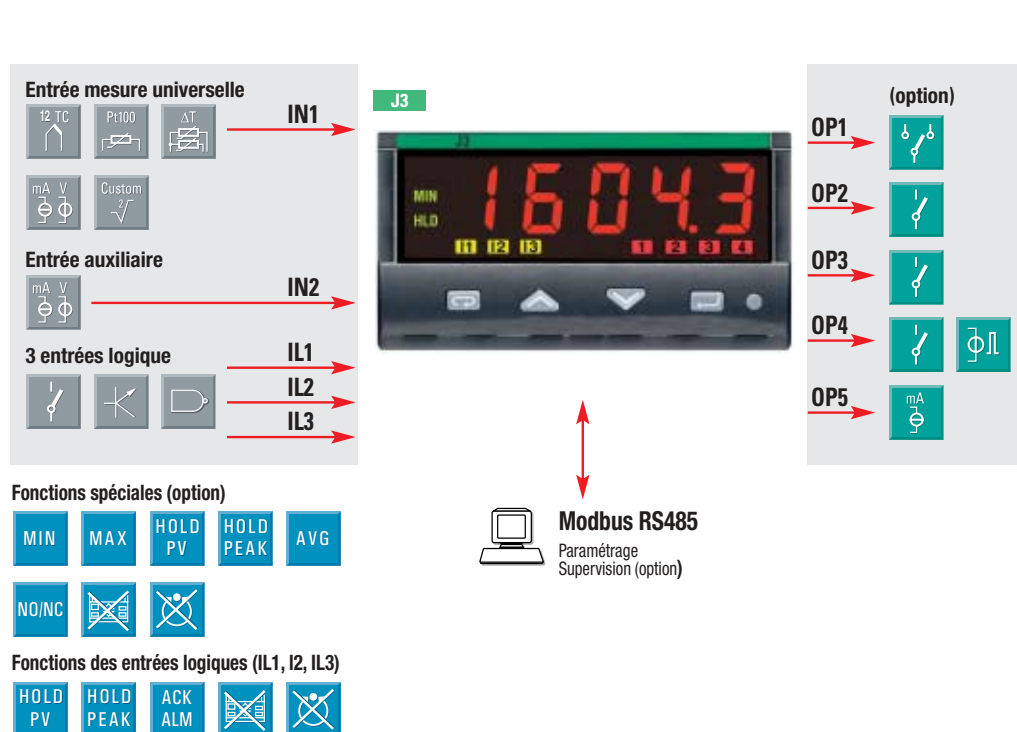 Entrée mesure universelle
12 TC
Pt100
ΔT
IN1
mA V
Custom
2√
Entrée auxiliaire
mA V
IN2
3 entrées logique
IL1
IL2
IL3
J3
J3
MIN
HLD
1604.3
I1 I2 I3
1 2 3 4
(option)
OP1
OP2
OP3
OP4
OP5
mA
Modbus RS485
Paramétrage
Supervision (option)
Fonctions spéciales (option)
MIN
MAX
HOLD
PV
HOLD
PEAK
AVG
NO/NC
Fonctions des entrées logiques (IL1, I2, IL3)
HOLD
PV
HOLD
PEAK
ACK
ALM